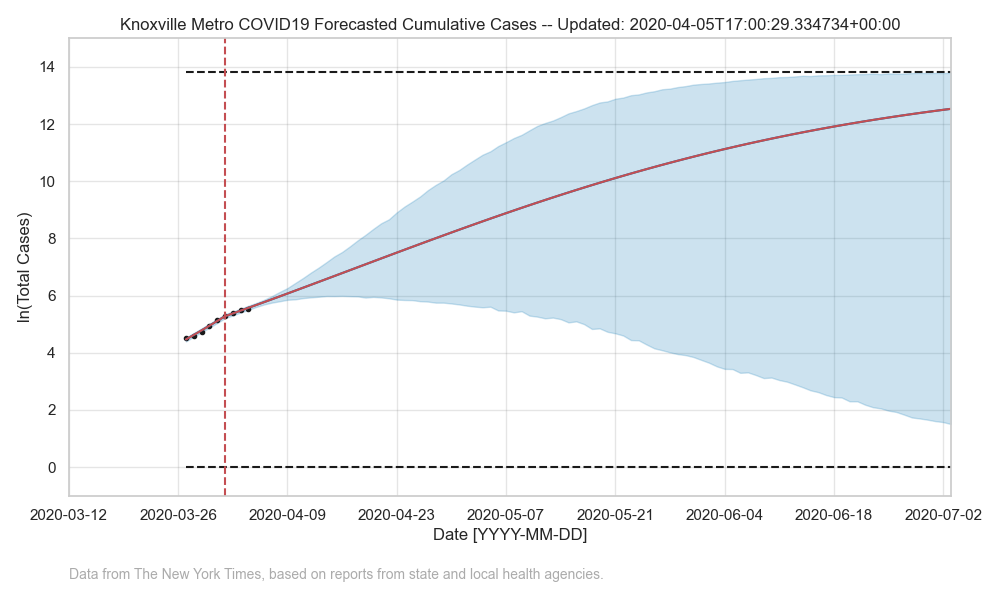 Knoxville Metro COVID19 Forecasted Cumulative Cases -- Updated: 2020-04-05T17:00:29.334734+00:00
ln(Total Cases)
14
12
10
8
6
4
2
0
2020-03-12 2020-03-26 2020-04-09 2020-04-23 2020-05-07 2020-05-21 2020-06-04 2020-06-18 2020-07-02
Date [YYYY-MM-DD]
Data from The New York Times, based on reports from state and local health agencies.